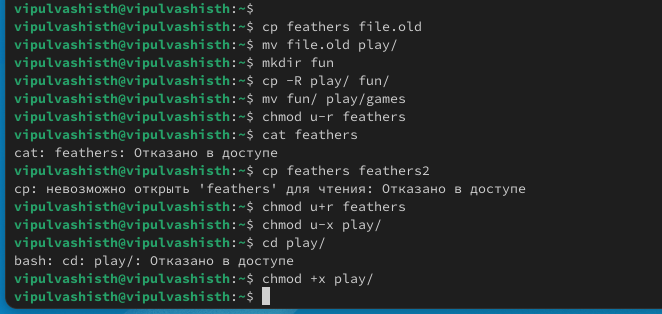 vipulvashisth@vipulvashisth:~$
vipulvashisth@vipulvashisth:~$ cp feathers file.old
vipulvashisth@vipulvashisth:~$ mv file.old play/
vipulvashisth@vipulvashisth:~$ mkdir fun
vipulvashisth@vipulvashisth:~$ cp -R play/ fun/
vipulvashisth@vipulvashisth:~$ mv fun/ play/games
vipulvashisth@vipulvashisth:~$ chmod u-r feathers
vipulvashisth@vipulvashisth:~$ cat feathers
cat: feathers: Отказано в доступе
vipulvashisth@vipulvashisth:~$ cp feathers feathers2
cp: невозможно открыть 'feathers' для чтения: Отказано в доступе
vipulvashisth@vipulvashisth:~$ chmod u+r feathers
vipulvashisth@vipulvashisth:~$ chmod u-x play/
vipulvashisth@vipulvashisth:~$ cd play/
bash: cd: play/: Отказано в доступе
vipulvashisth@vipulvashisth:~$ chmod +x play/
vipulvashisth@vipulvashisth:~$